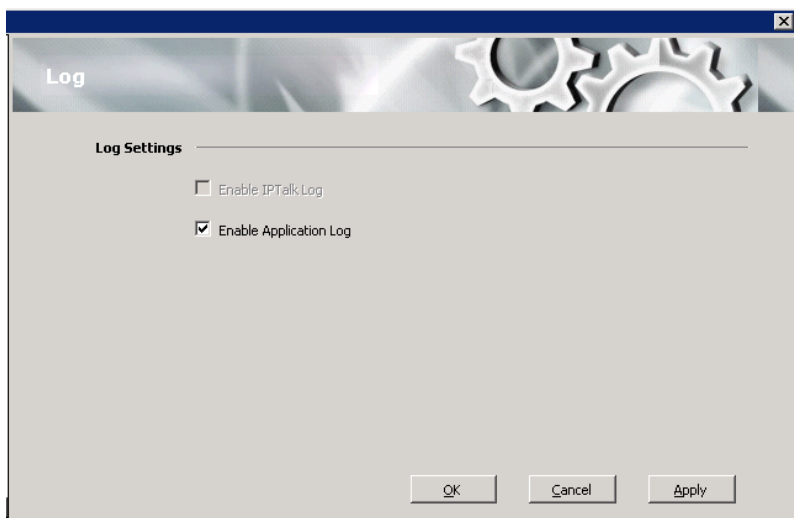 Log
Log Settings
Enable IPTalk Log
Enable Application Log
OK
Cancel
Apply